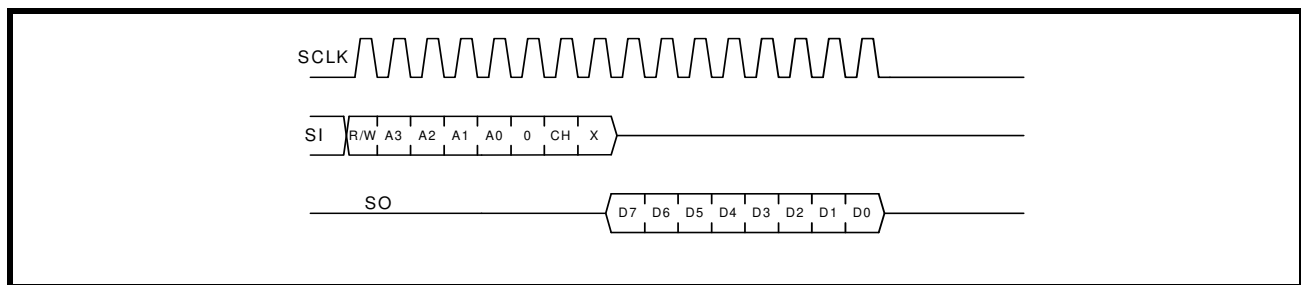 SCLK
SI R/W A3 A2 A1 A0 0 CH X
SO
D7 D6 D5 D4 D3 D2 D1 D0